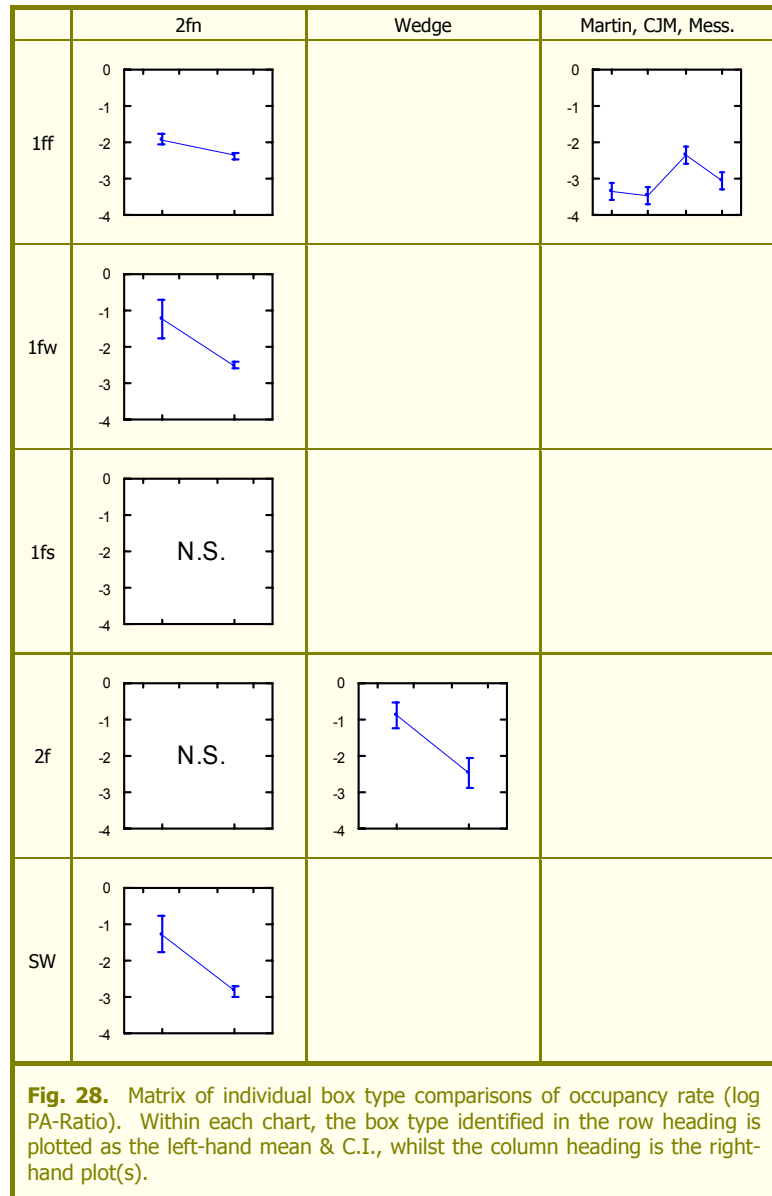 2fn Wedge Martin, CJM, Mess.
1ff
0
-1
-2
-3
-4
0
-1
-2
-3
-4
1fw
0
-1
-2
-3
-4
1fs
0
-1
-2
-3
-4
N.S.
2f
0
-1
-2
-3
-4
N.S.
0
-1
-2
-3
-4
SW
0
-1
-2
-3
-4
Fig. 28. Matrix of individual box type comparisons of occupancy rate (log
PA-Ratio). Within each chart, the box type identified in the row heading is
plotted as the left-hand mean & C.I., whilst the column heading is the right-
hand plot(s).